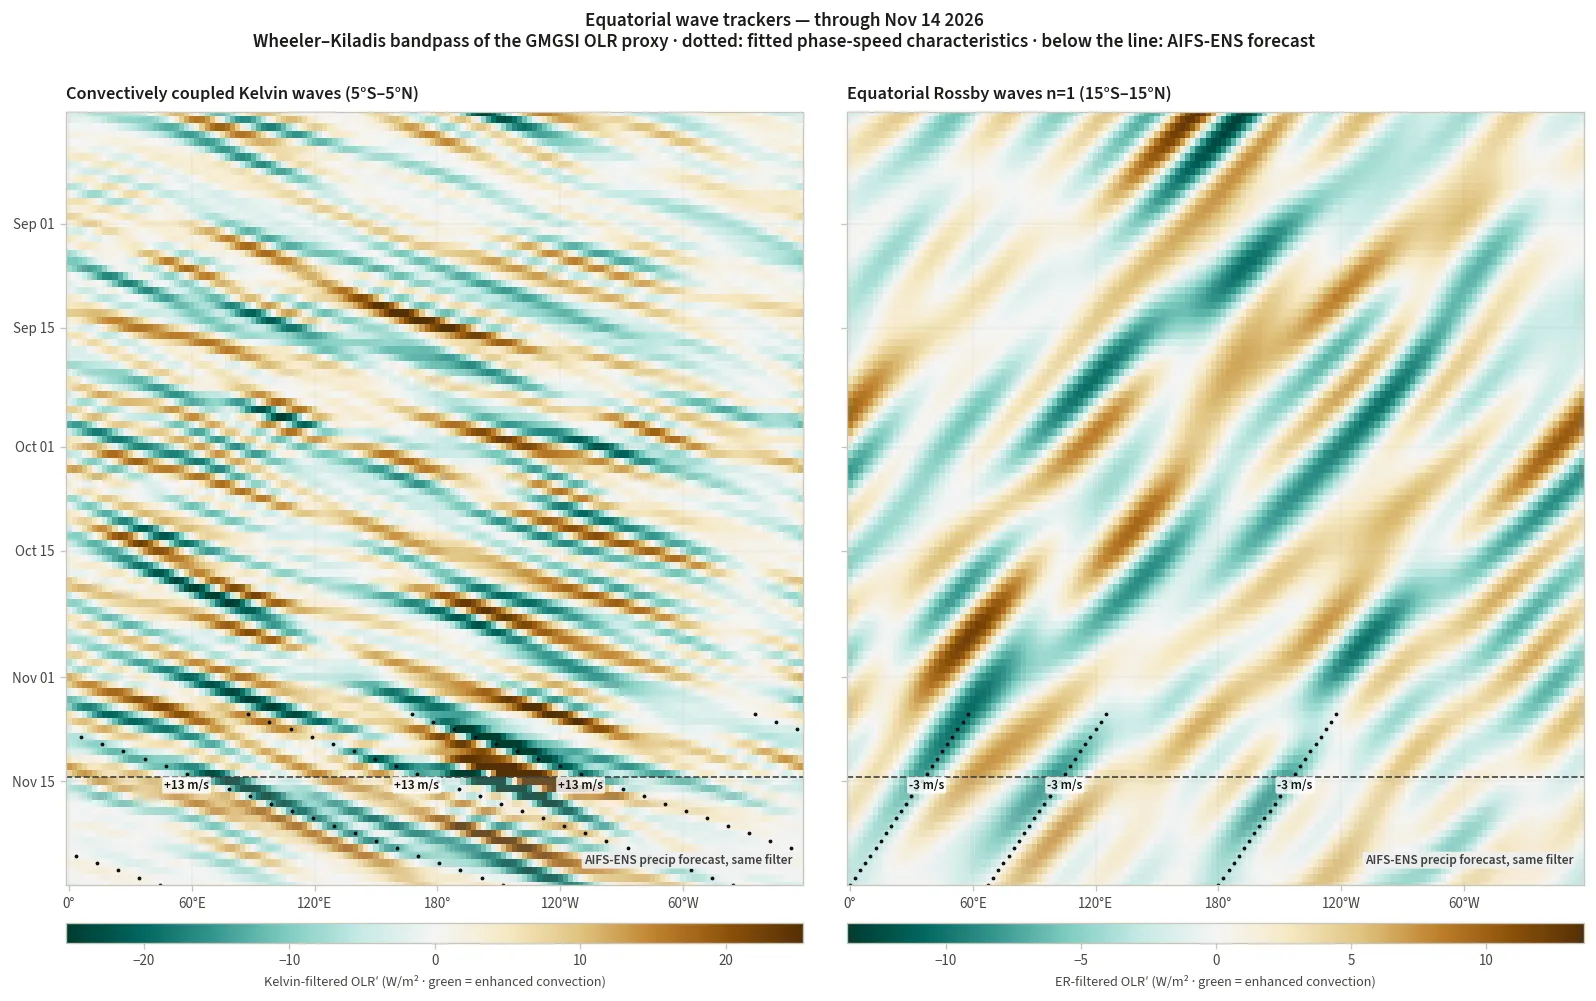 Equatorial wave trackers — through Nov 14 2026
Wheeler–Kiladis bandpass of the GMGSI OLR proxy · dotted: fitted phase-speed characteristics · below the line: AIFS-ENS forecast
Convectively coupled Kelvin waves (5°S–5°N)
Equatorial Rossby waves n=1 (15°S–15°N)
Sep 01
Sep 15
Oct 01
Oct 15
Nov 01
Nov 15
+13 m/s
+13 m/s
+13 m/s
-3 m/s
-3 m/s
-3 m/s
AIFS-ENS precip forecast, same filter
AIFS-ENS precip forecast, same filter
0° 60°E 120°E 180° 120°W 60°W
0° 60°E 120°E 180° 120°W 60°W
−20 −10 0 10 20
−10 −5 0 5 10
Kelvin-filtered OLR′ (W/m² · green = enhanced convection)
ER-filtered OLR′ (W/m² · green = enhanced convection)